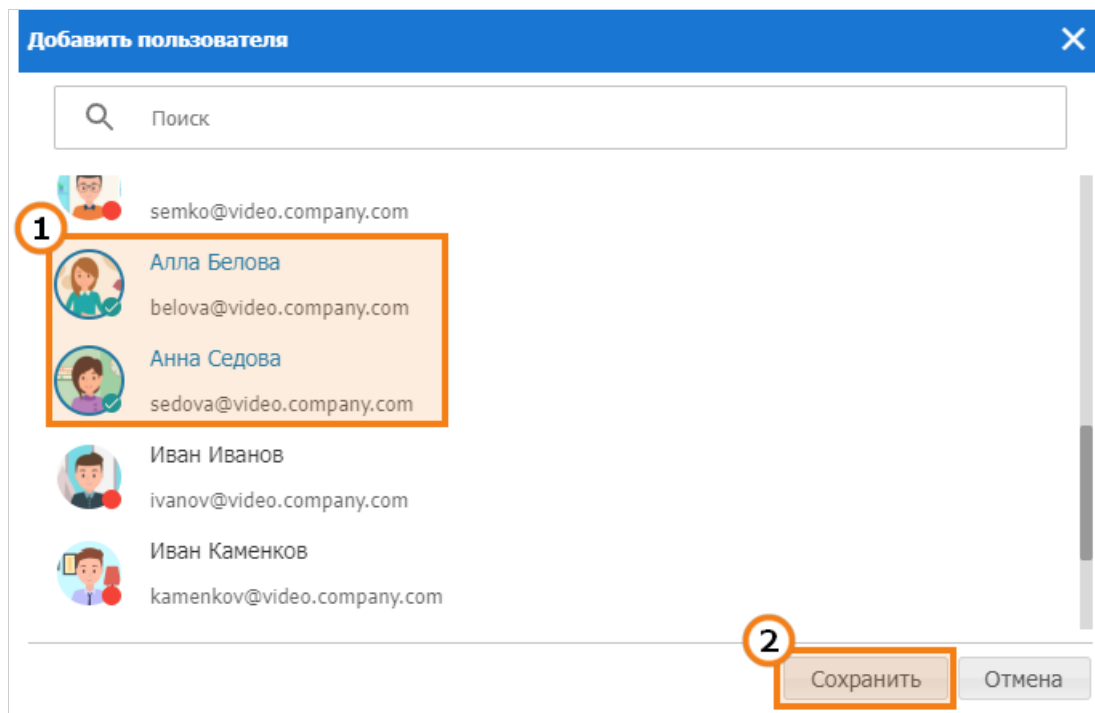 Добавить пользователя
Поиск
semko@video.company.com
1
Алла Белова
belova@video.company.com
Анна Седова
sedova@video.company.com
Иван Иванов
ivanov@video.company.com
Иван Каменков
kamenkov@video.company.com
2
Сохранить Отмена